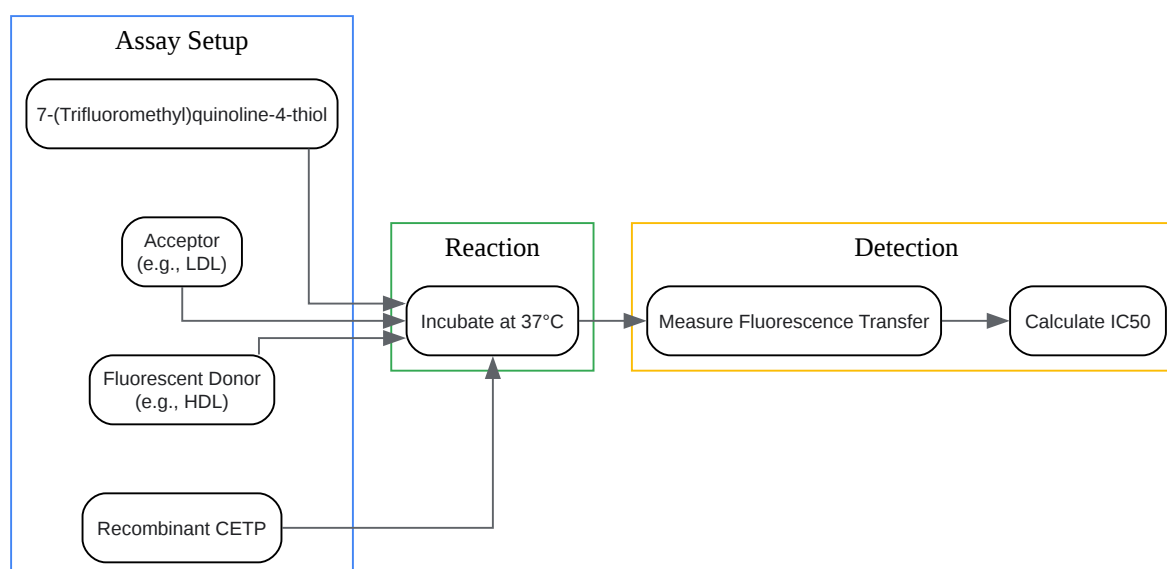 Assay Setup
7-(Trifluoromethyl)quinoline-4-thiol
Acceptor
(e.g., LDL)
Fluorescent Donor
(e.g., HDL)
Recombinant CETP
Reaction
Incubate at 37°C
Detection
Measure Fluorescence Transfer
Calculate IC50